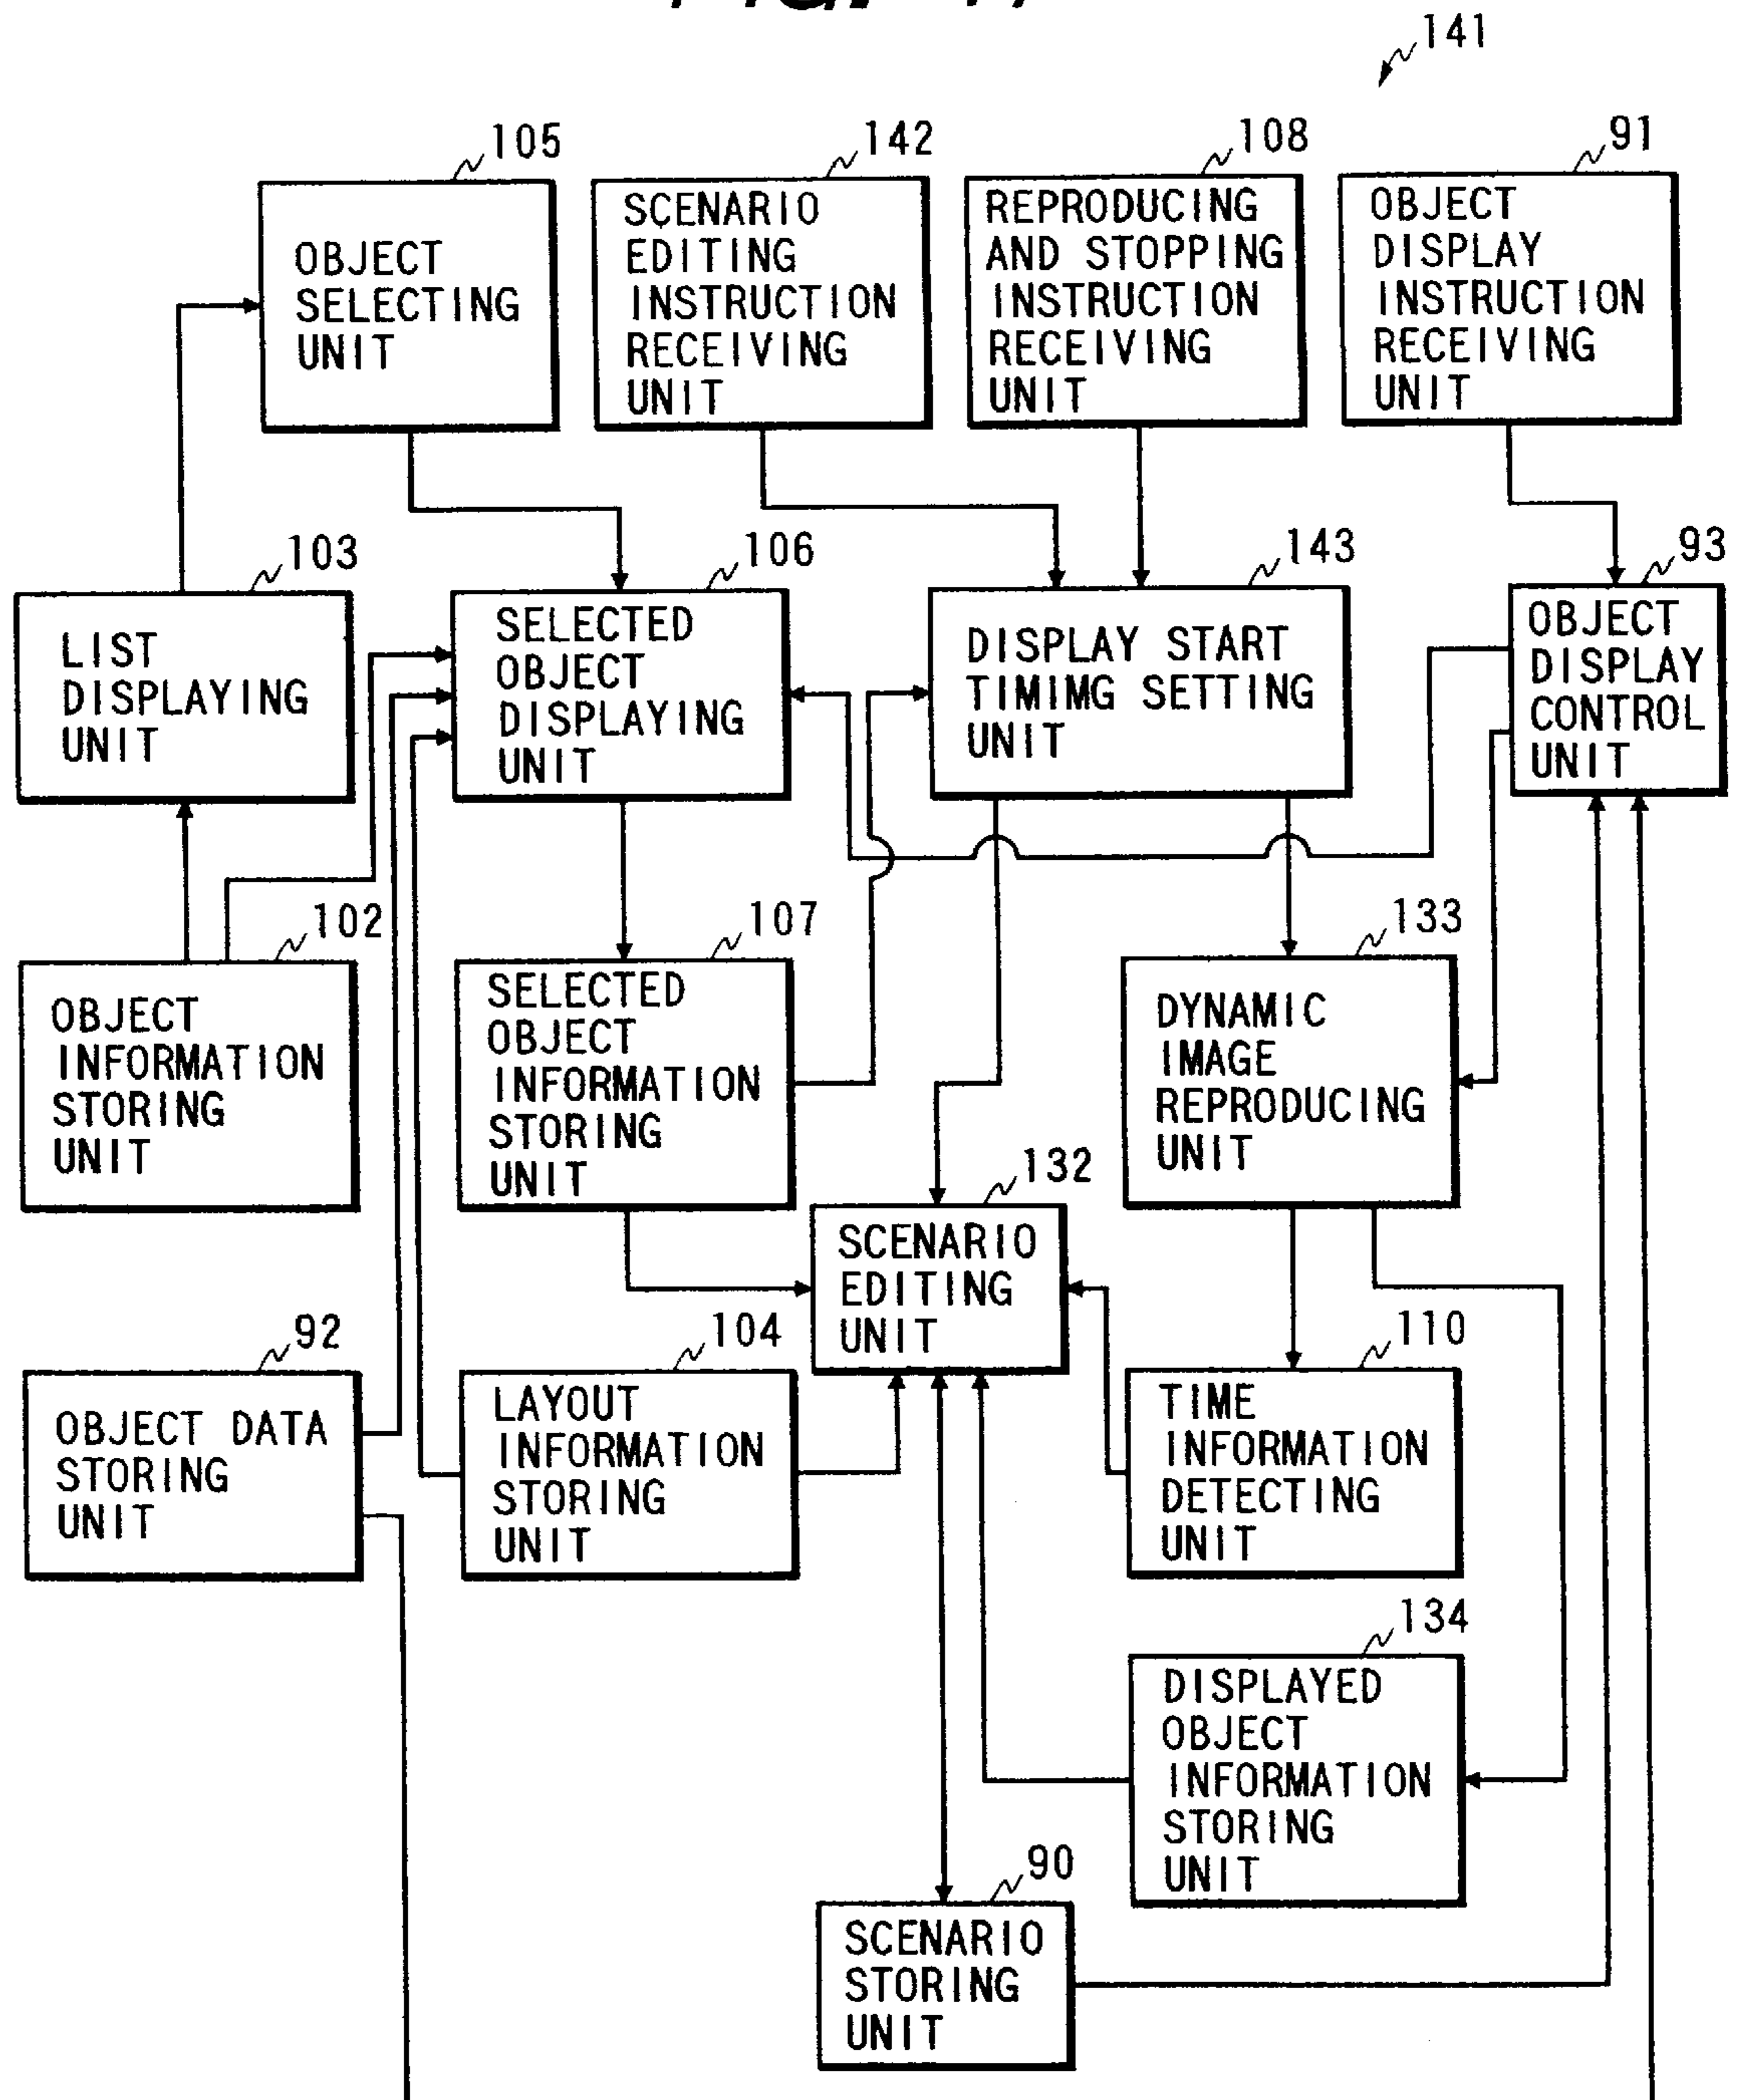 141
105
OBJECT
SELECTING
UNIT
142
SCENARIO
EDITING
INSTRUCTION
RECEIVING
UNIT
108
REPRODUCING
AND STOPPING
INSTRUCTION
RECEIVING
UNIT
91
OBJECT
DISPLAY
INSTRUCTION
RECEIVING
UNIT
103
LIST
DISPLAYING
UNIT
106
SELECTED
OBJECT
DISPLAYING
UNIT
143
DISPLAY START
TIMIMG SETTING
UNIT
93
OBJECT
DISPLAY
CONTROL
UNIT
102
OBJECT
INFORMATION
STORING
UNIT
107
SELECTED
OBJECT
INFORMATION
STORING
UNIT
133
DYNAMIC
IMAGE
REPRODUCING
UNIT
132
SCENARIO
EDITING
UNIT
92
OBJECT DATA
STORING
UNIT
104
LAYOUT
INFORMATION
STORING
UNIT
110
TIME
INFORMATION
DETECTING
UNIT
134
DISPLAYED
OBJECT
INFORMATION
STORING
UNIT
90
SCENARIO
STORING
UNIT